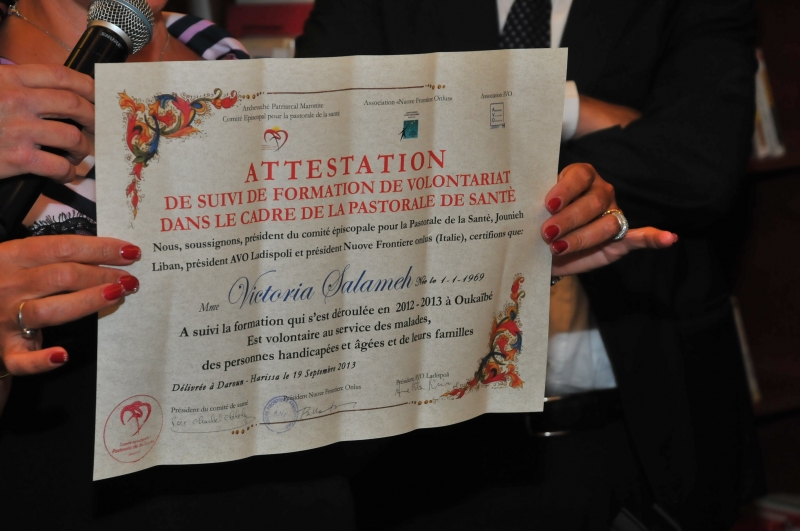 Anthenthé Patriarcal Maronite
Comité Épiscopal pour la pastorale de la santé
Association «Nuove Frontiere Onlus»
Association AVO.
ATTESTATION
DE SUIVI DE FORMATION DE VOLONTARIAT
DANS LE CADRE DE LA PASTORALE DE SANTÈ
Nous, soussignons, président du comité épiscopale pour la Pastorale de la Santé, Jounieh
Liban, président AVO Ladispoli et président Nuove Frontiere onlus (Italie), certifions que:
Mme Victoria Salameh Née le 1-1-1969
A suivi la formation qui s'est déroulée en 2012-2013 à Oukaïbé
Est volontaire au service des malades,
des personnes handicapées et âgées et de leurs familles
Délivrée à Daroun - Harissa le 19 Septembre 2013
Président du comité de santé
Président Nuove Frontiere Onlus
Président AVO Ladispoli